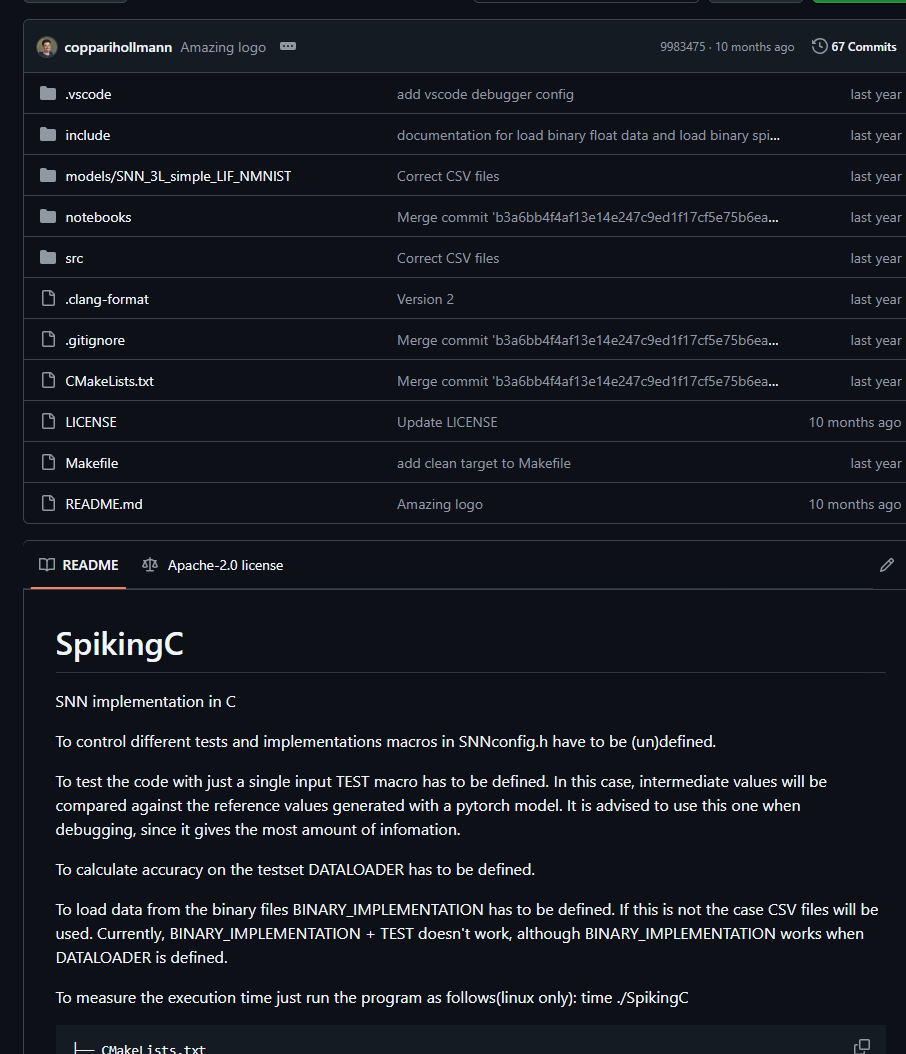 copparihollmann Amazing logo 9983475 · 10 months ago 67 Commits
.vscode add vscode debugger config last year
include documentation for load binary float data and load binary spi... last year
models/SNN_3L_simple_LIF_NMNIST Correct CSV files last year
notebooks Merge commit 'b3a6bb4f4af13e14e247c9ed1f17cf5e75b6ea... last year
src Correct CSV files last year
.clang-format Version 2 last year
.gitignore Merge commit 'b3a6bb4f4af13e14e247c9ed1f17cf5e75b6ea... last year
CMakeLists.txt Merge commit 'b3a6bb4f4af13e14e247c9ed1f17cf5e75b6ea... last year
LICENSE Update LICENSE 10 months ago
Makefile add clean target to Makefile last year
README.md Amazing logo 10 months ago
README Apache-2.0 license
SpikingC
SNN implementation in C
To control different tests and implementations macros in SNNconfig.h have to be (un)defined.
To test the code with just a single input TEST macro has to be defined. In this case, intermediate values will be
compared against the reference values generated with a pytorch model. It is advised to use this one when
debugging, since it gives the most amount of infomation.
To calculate accuracy on the testset DATALOADER has to be defined.
To load data from the binary files BINARY_IMPLEMENTATION has to be defined. If this is not the case CSV files will be
used. Currently, BINARY_IMPLEMENTATION + TEST doesn't work, although BINARY_IMPLEMENTATION works when
DATALOADER is defined.
To measure the execution time just run the program as follows(linux only): time ./SpikingC
├── CMakeLists.txt